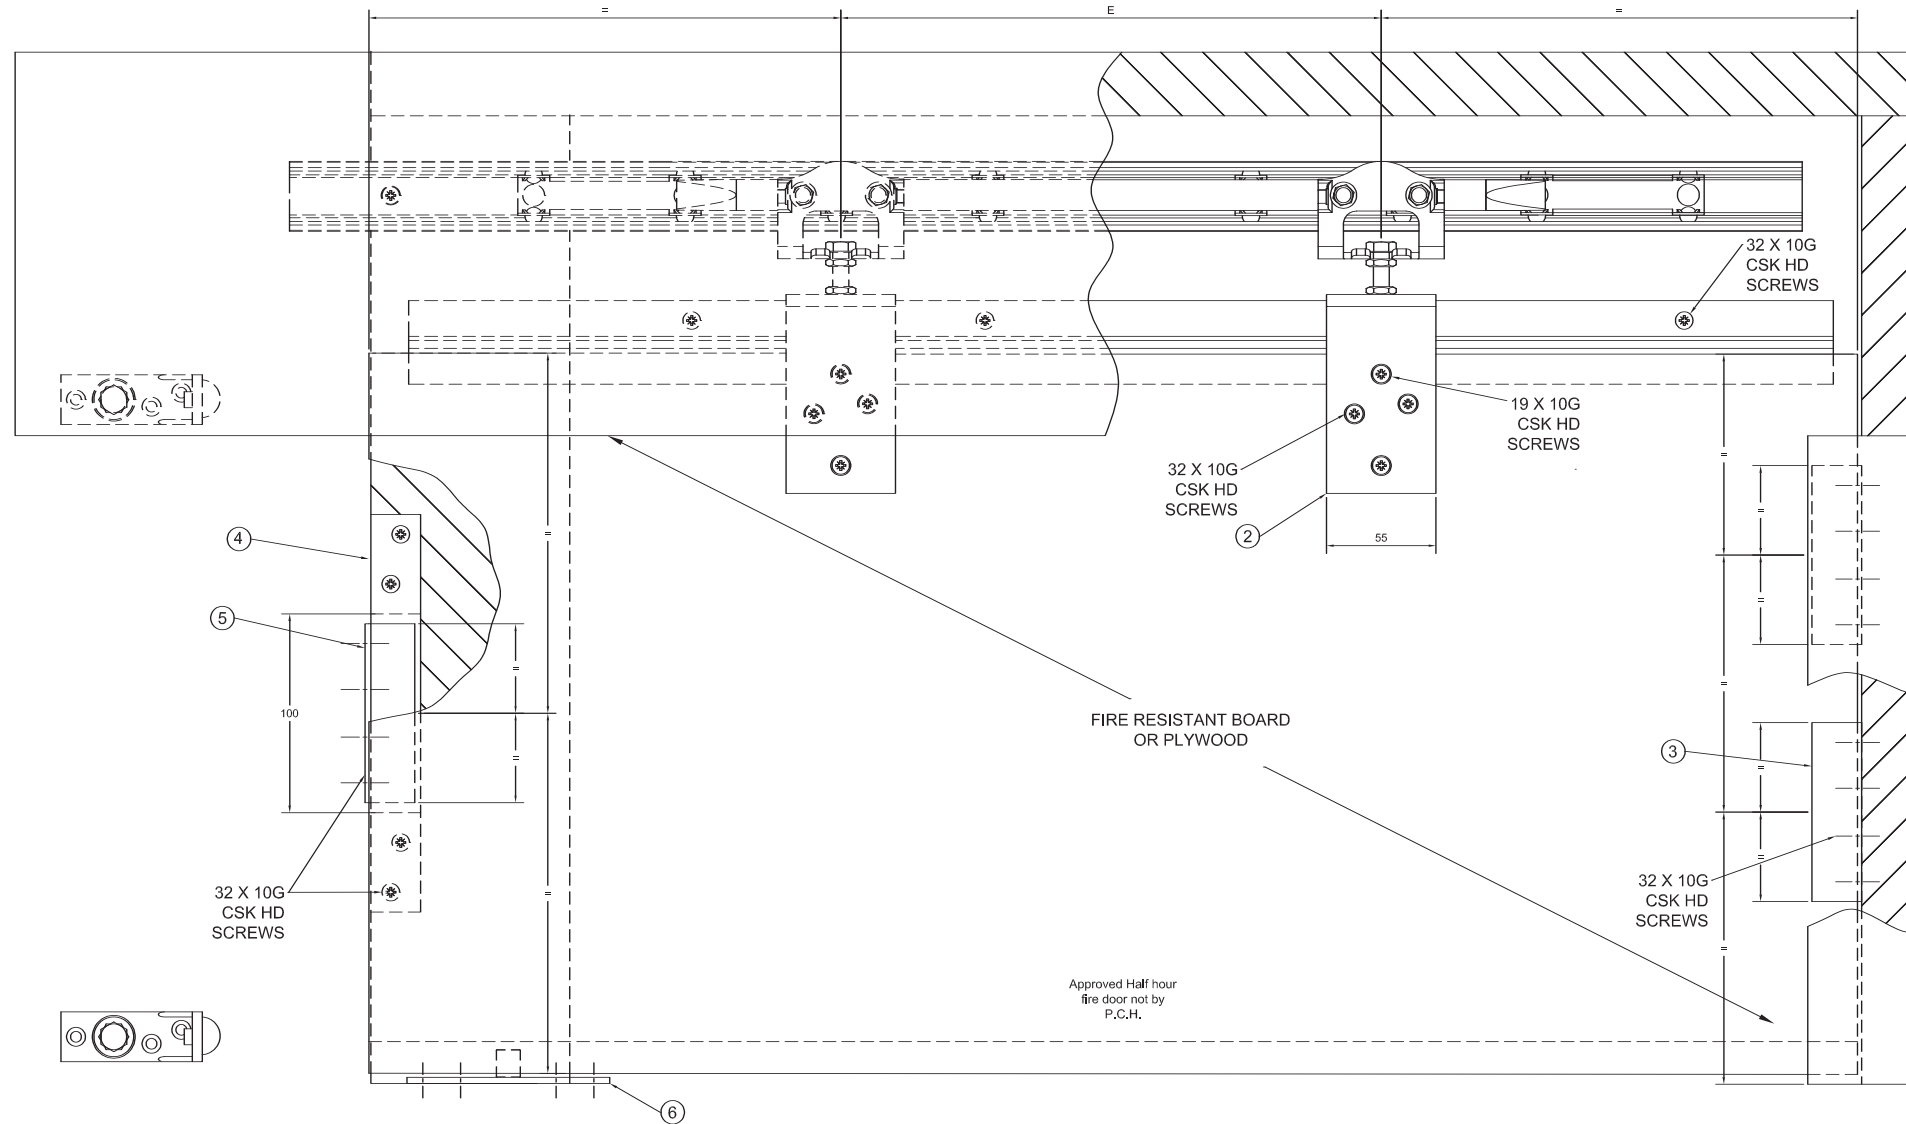 =
E
=
32 X 10G
CSK HD
SCREWS
19 X 10G
CSK HD
SCREWS
32 X 10G
CSK HD
SCREWS
2
55
=
=
=
=
4
5
100
=
=
=
=
FIRE RESISTANT BOARD
OR PLYWOOD
3
=
=
=
32 X 10G
CSK HD
SCREWS
32 X 10G
CSK HD
SCREWS
Approved Half hour
fire door not by
P.C.H.
6